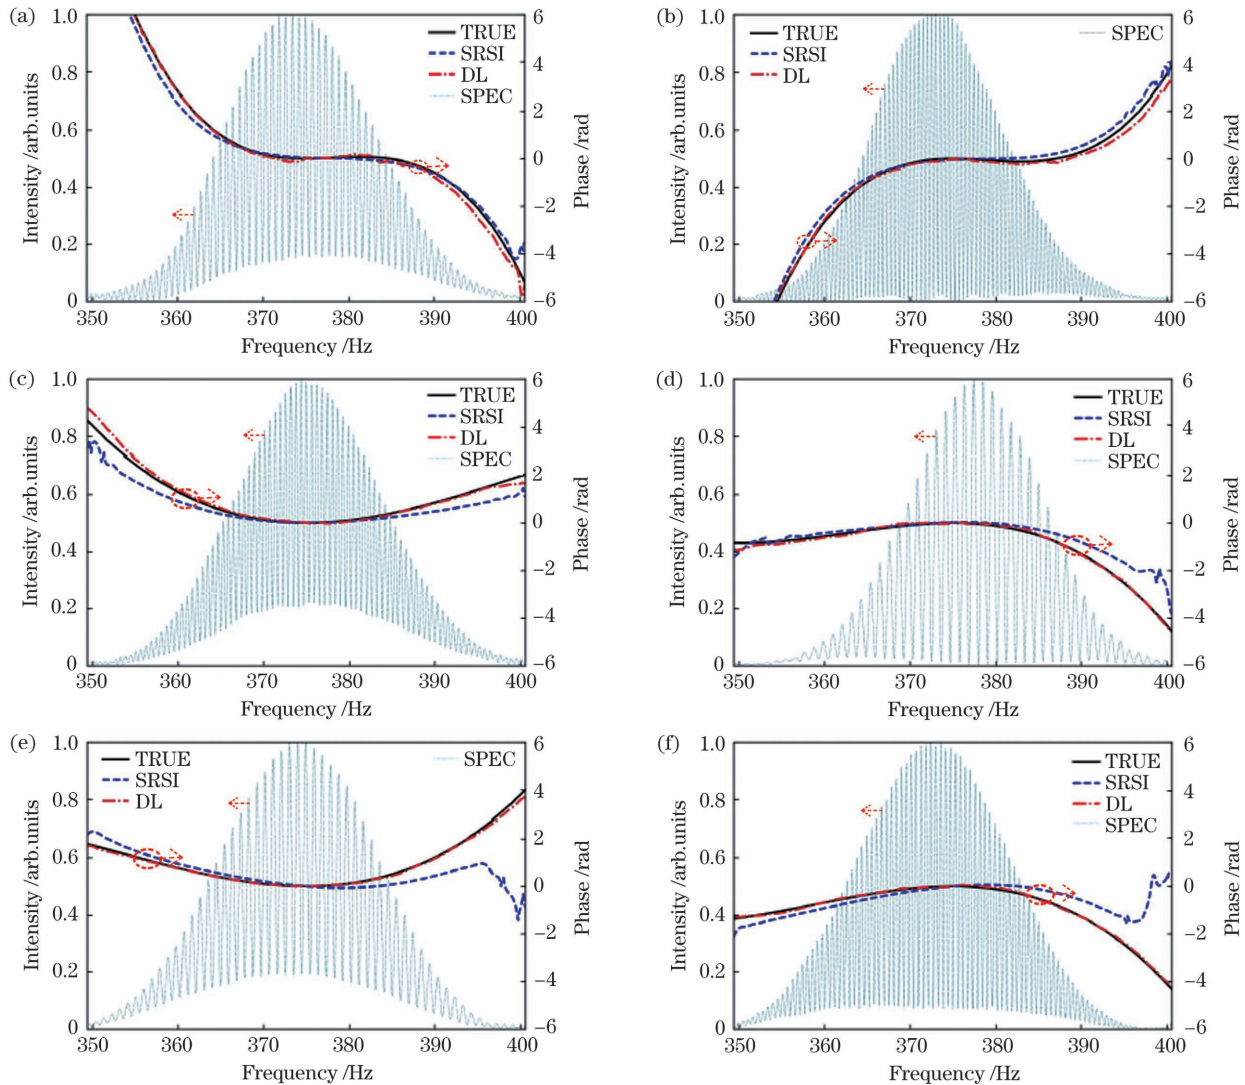 (a)
1.0
0.8
0.6
0.4
0.2
0
Intensity /arb.units
6
4
2
0
−2
−4
−6
Phase /rad
TRUE
SRSI
DL
SPEC
350 360 370 380 390 400
Frequency /Hz
(b)
1.0
0.8
0.6
0.4
0.2
0
Intensity /arb.units
6
4
2
0
−2
−4
−6
Phase /rad
TRUE
SRSI
DL
SPEC
350 360 370 380 390 400
Frequency /Hz
(c)
1.0
0.8
0.6
0.4
0.2
0
Intensity /arb.units
6
4
2
0
−2
−4
−6
Phase /rad
TRUE
SRSI
DL
SPEC
350 360 370 380 390 400
Frequency /Hz
(d)
1.0
0.8
0.6
0.4
0.2
0
Intensity /arb.units
6
4
2
0
−2
−4
−6
Phase /rad
TRUE
SRSI
DL
SPEC
350 360 370 380 390 400
Frequency /Hz
(e)
1.0
0.8
0.6
0.4
0.2
0
Intensity /arb.units
6
4
2
0
−2
−4
−6
Phase /rad
TRUE
SRSI
DL
SPEC
350 360 370 380 390 400
Frequency /Hz
(f)
1.0
0.8
0.6
0.4
0.2
0
Intensity /arb.units
6
4
2
0
−2
−4
−6
Phase /rad
TRUE
SRSI
DL
SPEC
350 360 370 380 390 400
Frequency /Hz